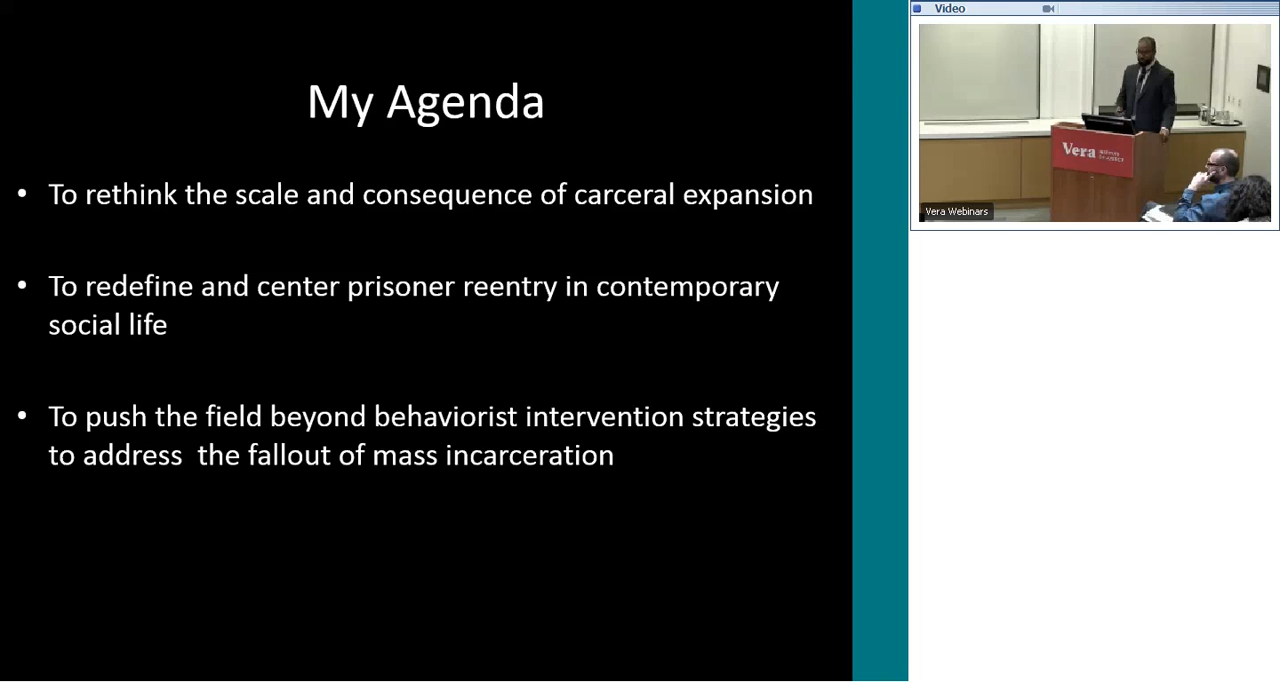 My Agenda
• To rethink the scale and consequence of carceral expansion
• To redefine and center prisoner reentry in contemporary
social life
• To push the field beyond behaviorist intervention strategies
to address  the fallout of mass incarceration
Video
Vera
Vera Webinars